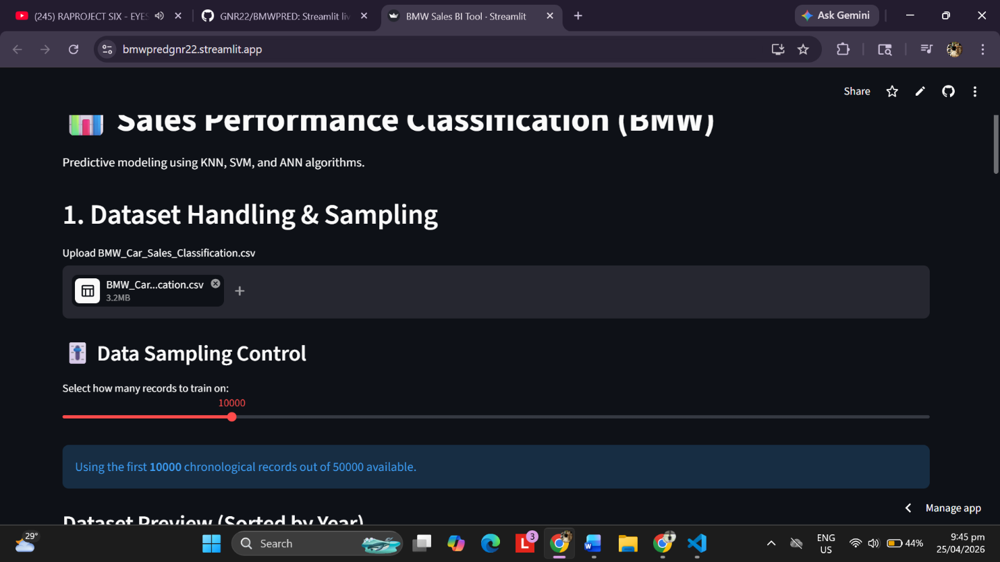 (245) RAPROJECT SIX - EYES
GNR22/BMWPRED: Streamlit liv
BMW Sales BI Tool · Streamlit
Ask Gemini
bmwpredgnr22.streamlit.app
Share
Sales Performance Classification (BMW)
Predictive modeling using KNN, SVM, and ANN algorithms.
1. Dataset Handling & Sampling
Upload BMW_Car_Sales_Classification.csv
BMW_Car...cation.csv
3.2MB
Data Sampling Control
Select how many records to train on:
10000
Using the first 10000 chronological records out of 50000 available.
Dataset Preview (Sorted by Year)
Manage app
29°
Search
L
3
ENG
US
44%
9:45 pm
25/04/2026